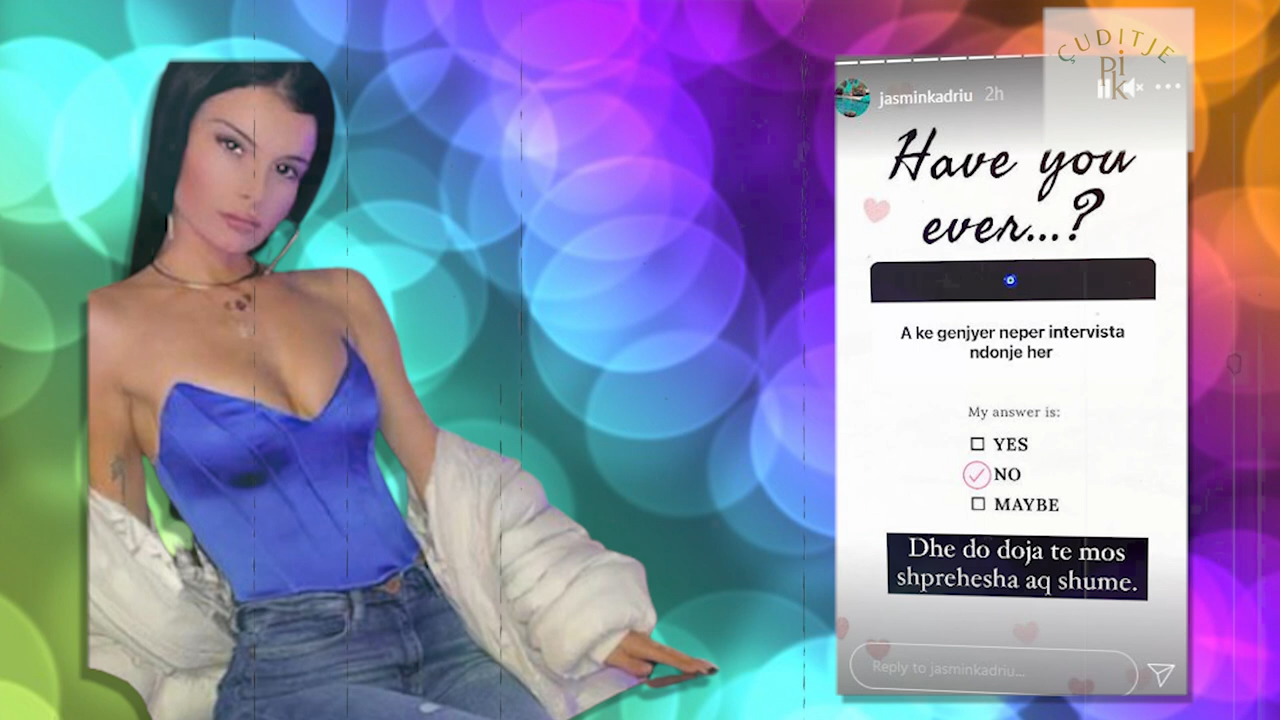 ÇUDITJE
Pik
jasminkadriu 2h
Have you
ever...?
A ke genjyer neper intervista
ndonje her
My answer is:
YES
NO
MAYBE
Dhe do doja te mos
shprehesha aq shume.
Reply to jasminkadriu...